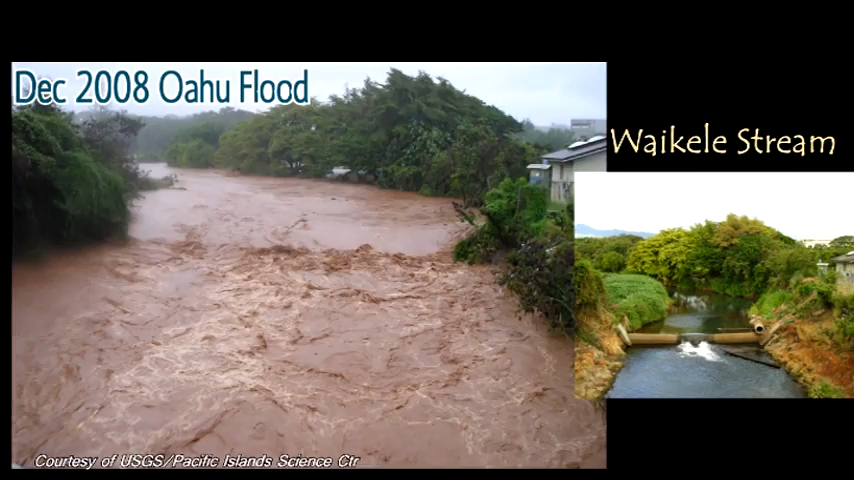 Dec 2008 Oahu Flood
Waikele Stream
Courtesy of USGS/Pacific Islands Science Ctr